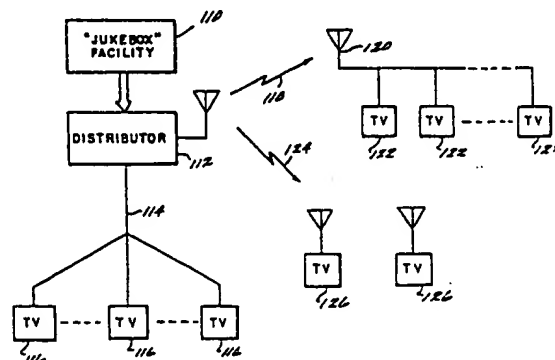 110
"JUKEBOX"
FACILITY
120
118
DISTRIBUTOR
112
TV TV TV
122 122 122
124
114
TV TV
126 126
TV TV TV
116 116 116